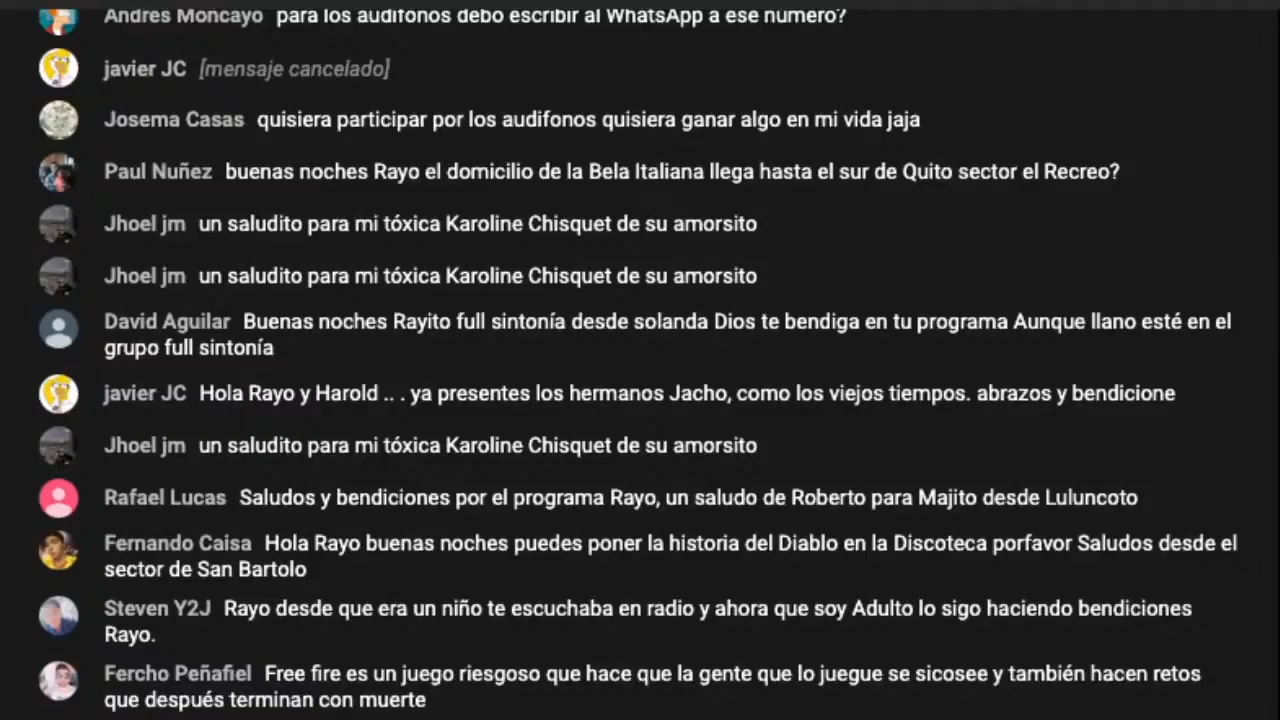 Andres Moncayo para los audifonos debo escribir al WhatsApp a ese numero?
javier JC [mensaje cancelado]
Josema Casas quisiera participar por los audifonos quisiera ganar algo en mi vida jaja
Paul Nuñez buenas noches Rayo el domicilio de la Bela Italiana llega hasta el sur de Quito sector el Recreo?
Jhoel jm un saludito para mi tóxica Karoline Chisquet de su amorsito
Jhoel jm un saludito para mi tóxica Karoline Chisquet de su amorsito
David Aguilar Buenas noches Rayito full sintonía desde solanda Dios te bendiga en tu programa Aunque llano esté en el
grupo full sintonía
javier JC Hola Rayo y Harold .. . ya presentes los hermanos Jacho, como los viejos tiempos. abrazos y bendicione
Jhoel jm un saludito para mi tóxica Karoline Chisquet de su amorsito
Rafael Lucas Saludos y bendiciones por el programa Rayo, un saludo de Roberto para Majito desde Luluncoto
Fernando Caisa Hola Rayo buenas noches puedes poner la historia del Diablo en la Discoteca porfavor Saludos desde el
sector de San Bartolo
Steven Y2J Rayo desde que era un niño te escuchaba en radio y ahora que soy Adulto lo sigo haciendo bendiciones
Rayo.
Fercho Peñafiel Free fire es un juego riesgoso que hace que la gente que lo juegue se sicosee y también hacen retos
que después terminan con muerte